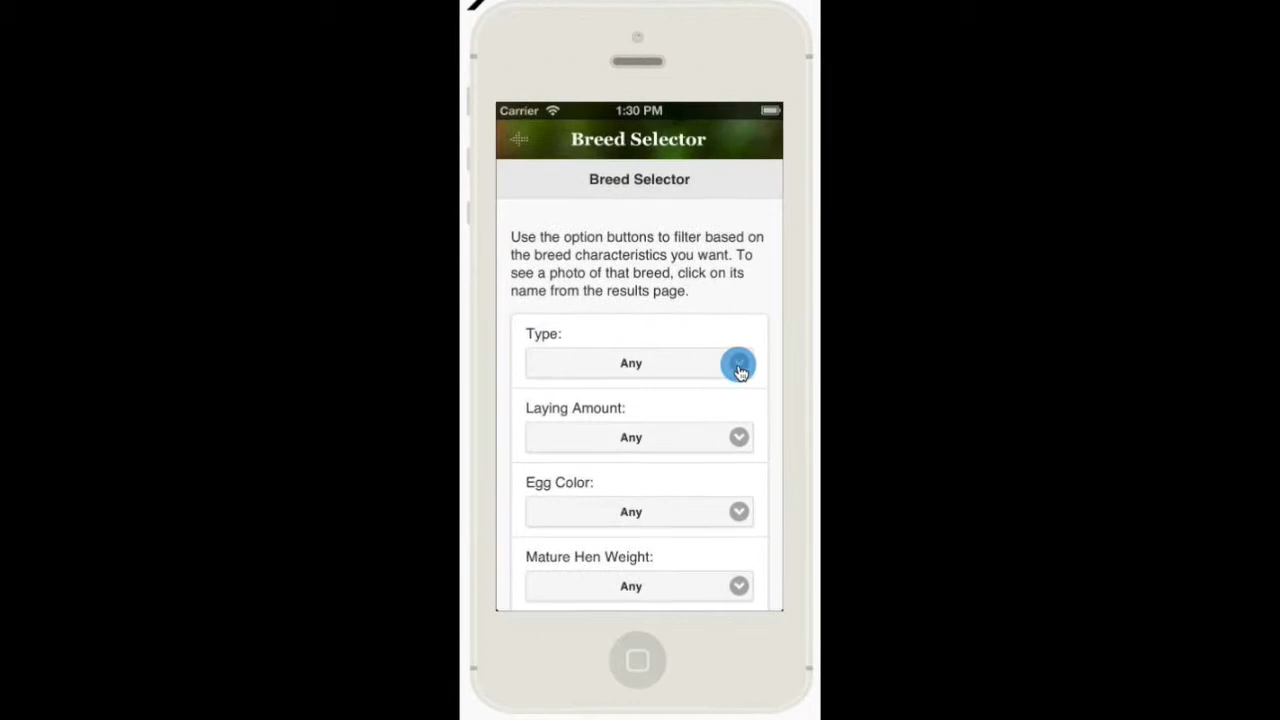 Carrier 1:30 PM
Breed Selector
Breed Selector
Use the option buttons to filter based on
the breed characteristics you want. To
see a photo of that breed, click on its
name from the results page.
Type:
Any
Laying Amount:
Any
Egg Color:
Any
Mature Hen Weight:
Any